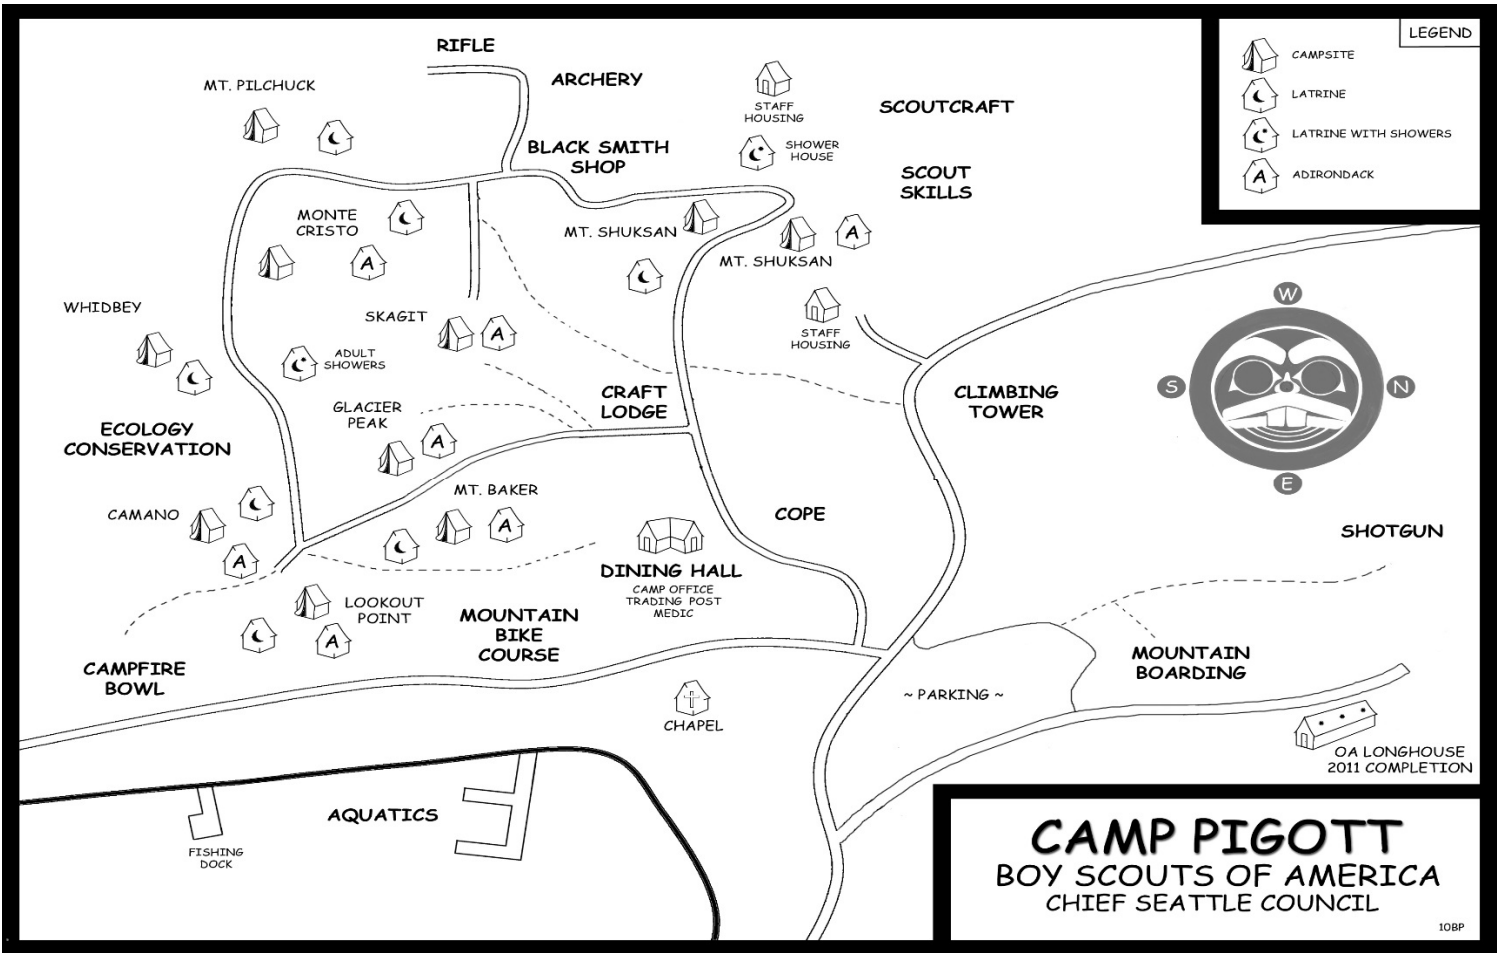 RIFLE
ARCHERY
MT. PILCHUCK
STAFF
HOUSING
SCOUTCRAFT
BLACK SMITH
SHOP
SHOWER
HOUSE
SCOUT
SKILLS
LEGEND
CAMPSITE
LATRINE
LATRINE WITH SHOWERS
A
ADIRONDACK
MONTE
CRISTO
A
MT. SHUKSAN
A
MT. SHUKSAN
WHIDBEY
SKAGIT
A
ADULT
SHOWERS
STAFF
HOUSING
W
S
N
E
GLACIER
PEAK
A
CRAFT
LODGE
CLIMBING
TOWER
ECOLOGY
CONSERVATION
CAMANO
A
MT. BAKER
A
COPE
SHOTGUN
DINING HALL
CAMP OFFICE
TRADING POST
MEDIC
LOOKOUT
POINT
A
MOUNTAIN
BIKE
COURSE
CAMPFIRE
BOWL
CHAPEL
~ PARKING ~
MOUNTAIN
BOARDING
OA LONGHOUSE
2011 COMPLETION
AQUATICS
FISHING
DOCK
CAMP PIGOTT
BOY SCOUTS OF AMERICA
CHIEF SEATTLE COUNCIL
10BP